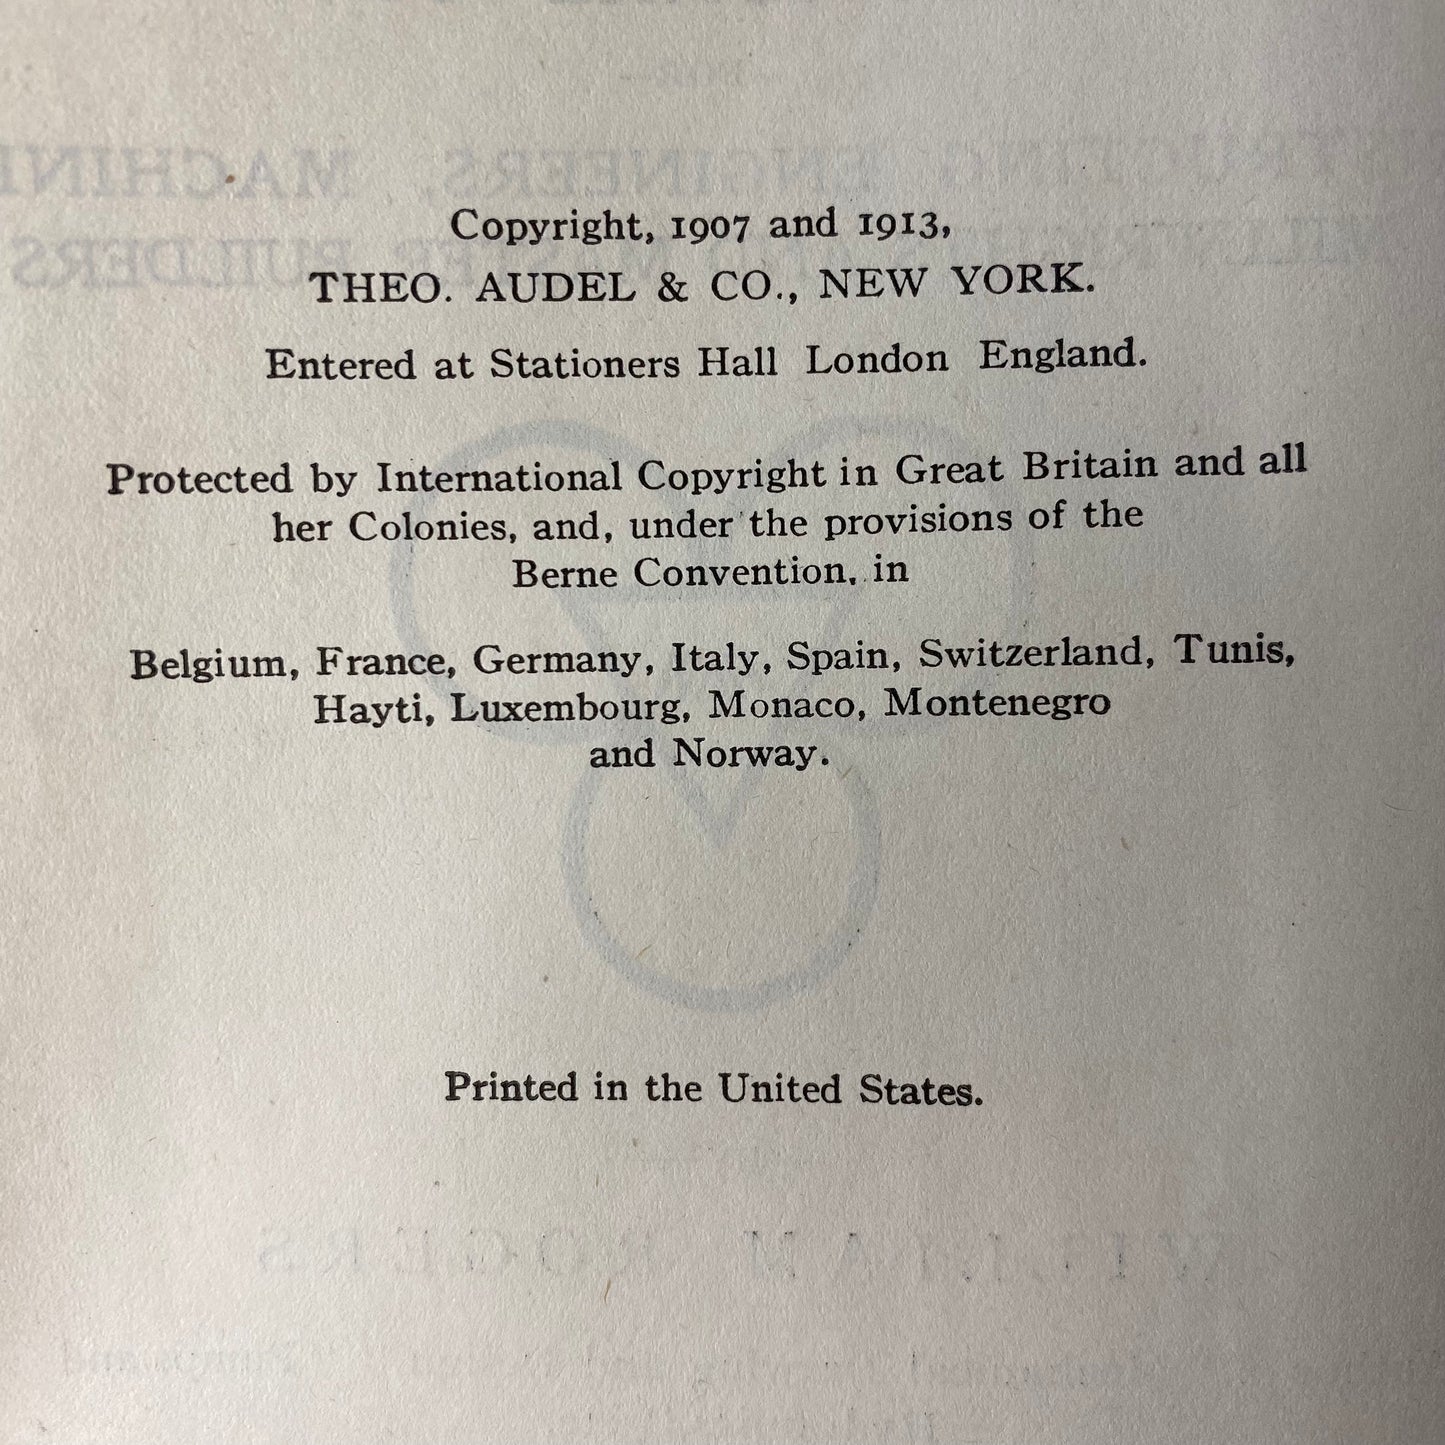 Copyright, 1907 and 1913,
THEO. AUDEL & CO., NEW YORK.
Entered at Stationers Hall London England.
Protected by International Copyright in Great Britain and all
her Colonies, and, under the provisions of the
Berne Convention, in
Belgium, France, Germany, Italy, Spain, Switzerland, Tunis,
Hayti, Luxembourg, Monaco, Montenegro
and Norway.
Printed in the United States.